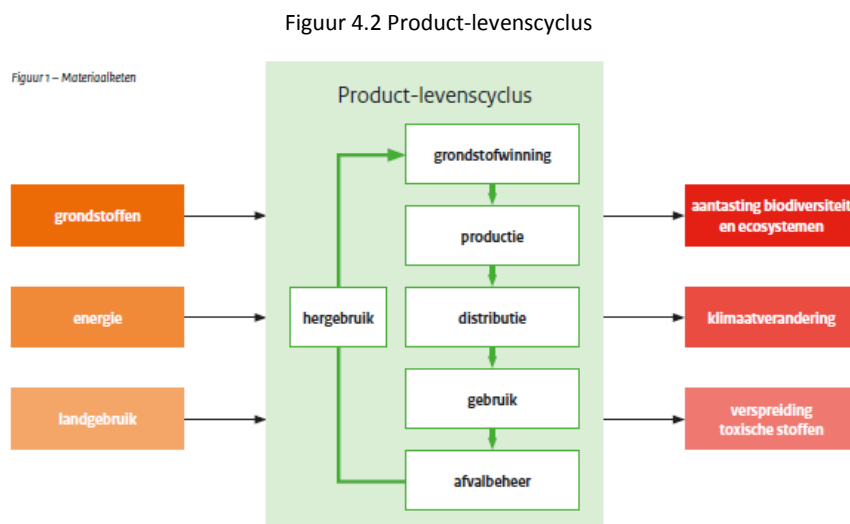 Figuur 4.2 Product-levenscyclus
Figuur 1 – Materiaalketen
Product-levenscyclus
grondstofwinning
grondstoffen
aantasting biodiversiteit
en ecosystemen
productie
energie
hergebruik
distributie
klimaatverandering
gebruik
landgebruik
verspreiding
toxische stoffen
afvalbeheer